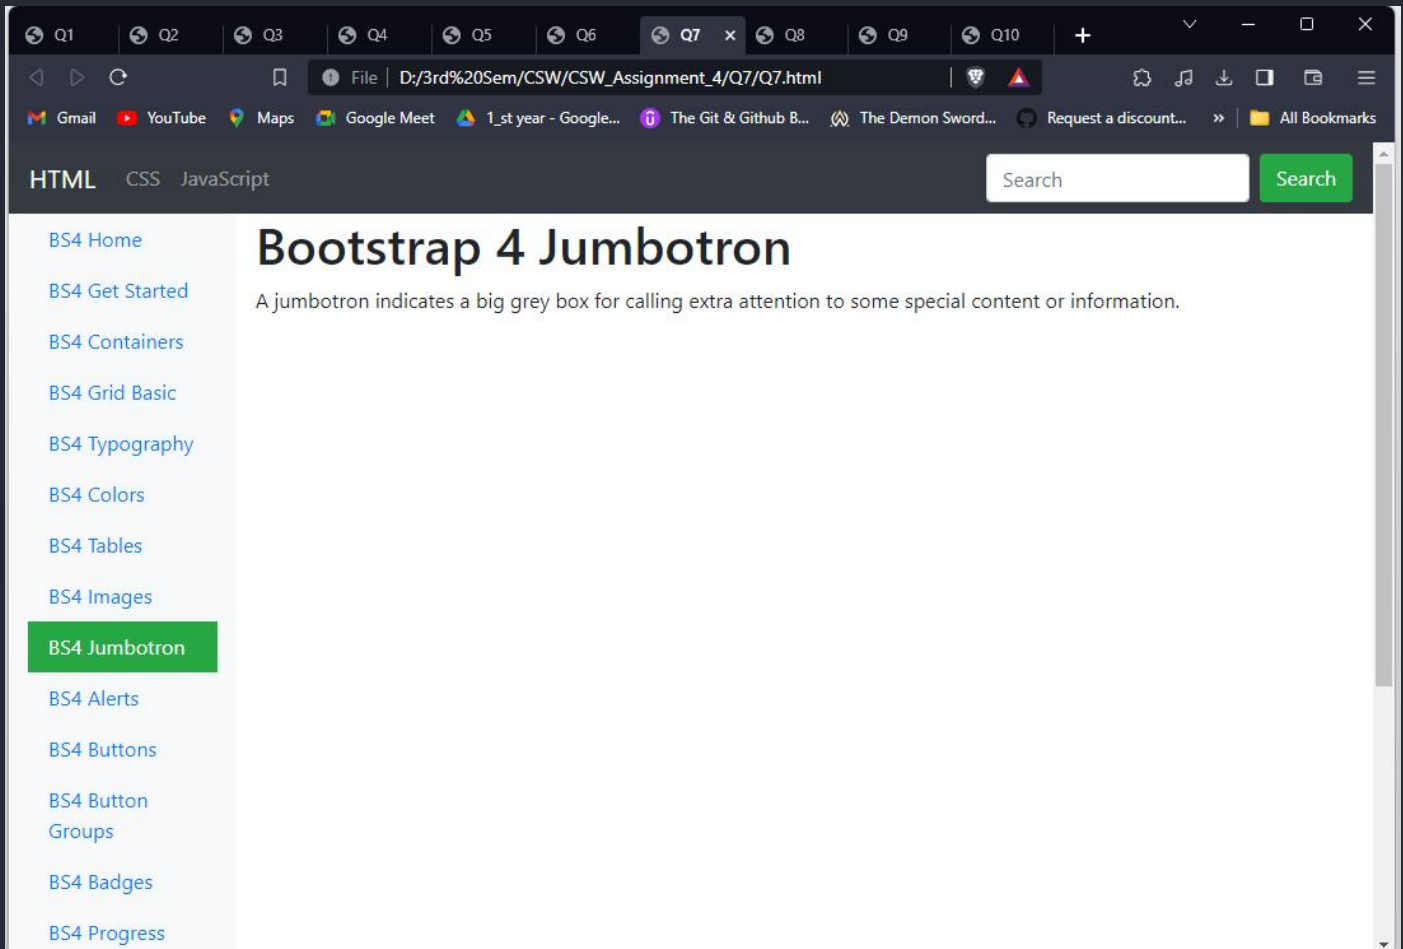 Q1 Q2 Q3 Q4 Q5 Q6 Q7 Q8 Q9 Q10
File D:/3rd%20Sem/CSW/CSW_Assignment_4/Q7/Q7.html
Gmail YouTube Maps Google Meet 1_st year - Google... The Git & Github B... The Demon Sword... Request a discount... » All Bookmarks
HTML CSS JavaScript Search Search
BS4 Home
BS4 Get Started
BS4 Containers
BS4 Grid Basic
BS4 Typography
BS4 Colors
BS4 Tables
BS4 Images
BS4 Jumbotron
BS4 Alerts
BS4 Buttons
BS4 Button
Groups
BS4 Badges
BS4 Progress
Bootstrap 4 Jumbotron
A jumbotron indicates a big grey box for calling extra attention to some special content or information.